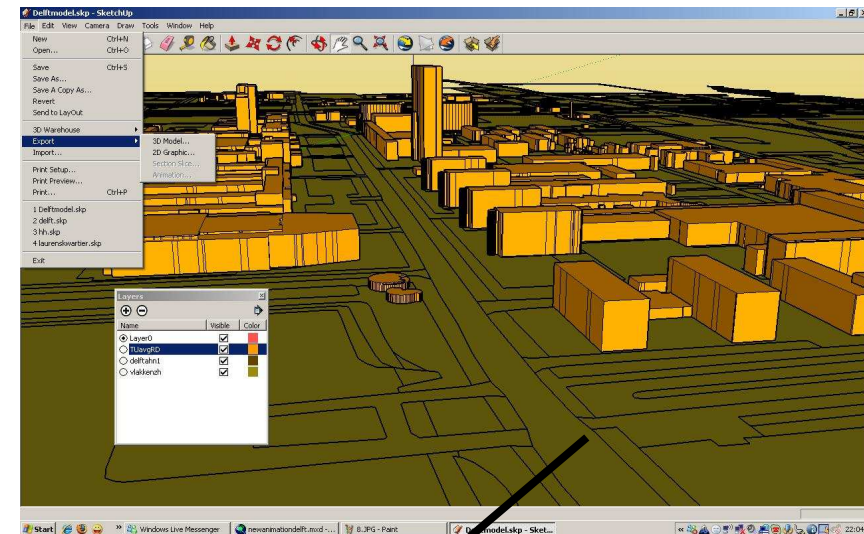 Delftmodel.skp - SketchUp
File Edit View Camera Draw Tools Window Help
New Ctrl+N
Open... Ctrl+O
Save Ctrl+S
Save As...
Save A Copy As...
Revert
Send to LayOut
3D Warehouse
Export
Import...
3D Model...
2D Graphic...
Section Slice...
Animation...
Print Setup...
Print Preview...
Print... Ctrl+P
1 Delftmodel.skp
2 delft.skp
3 hh.skp
4 laurenskwartier.skp
Exit
Layers
Name Visible Color
Layer0
TUavgRD
delftahn1
vlakkenzh
Start Windows Live Messenger newanimationdelft.mxd -... 8.JPG - Paint model.skp - Sket... 22:04